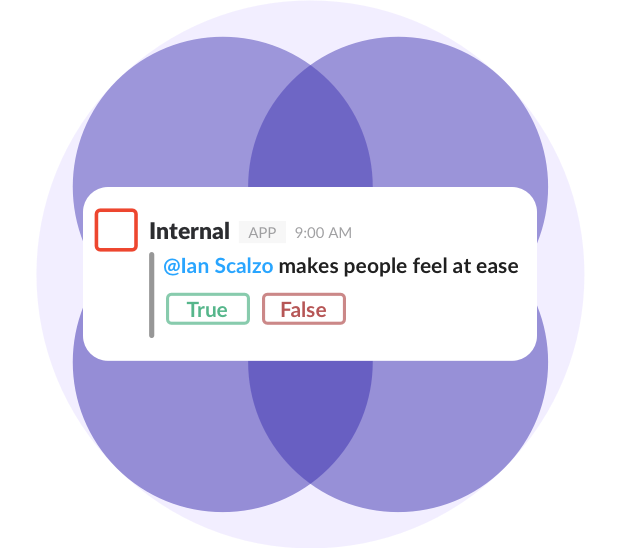 Internal APP 9:00 AM
@Ian Scalzo makes people feel at ease
True False